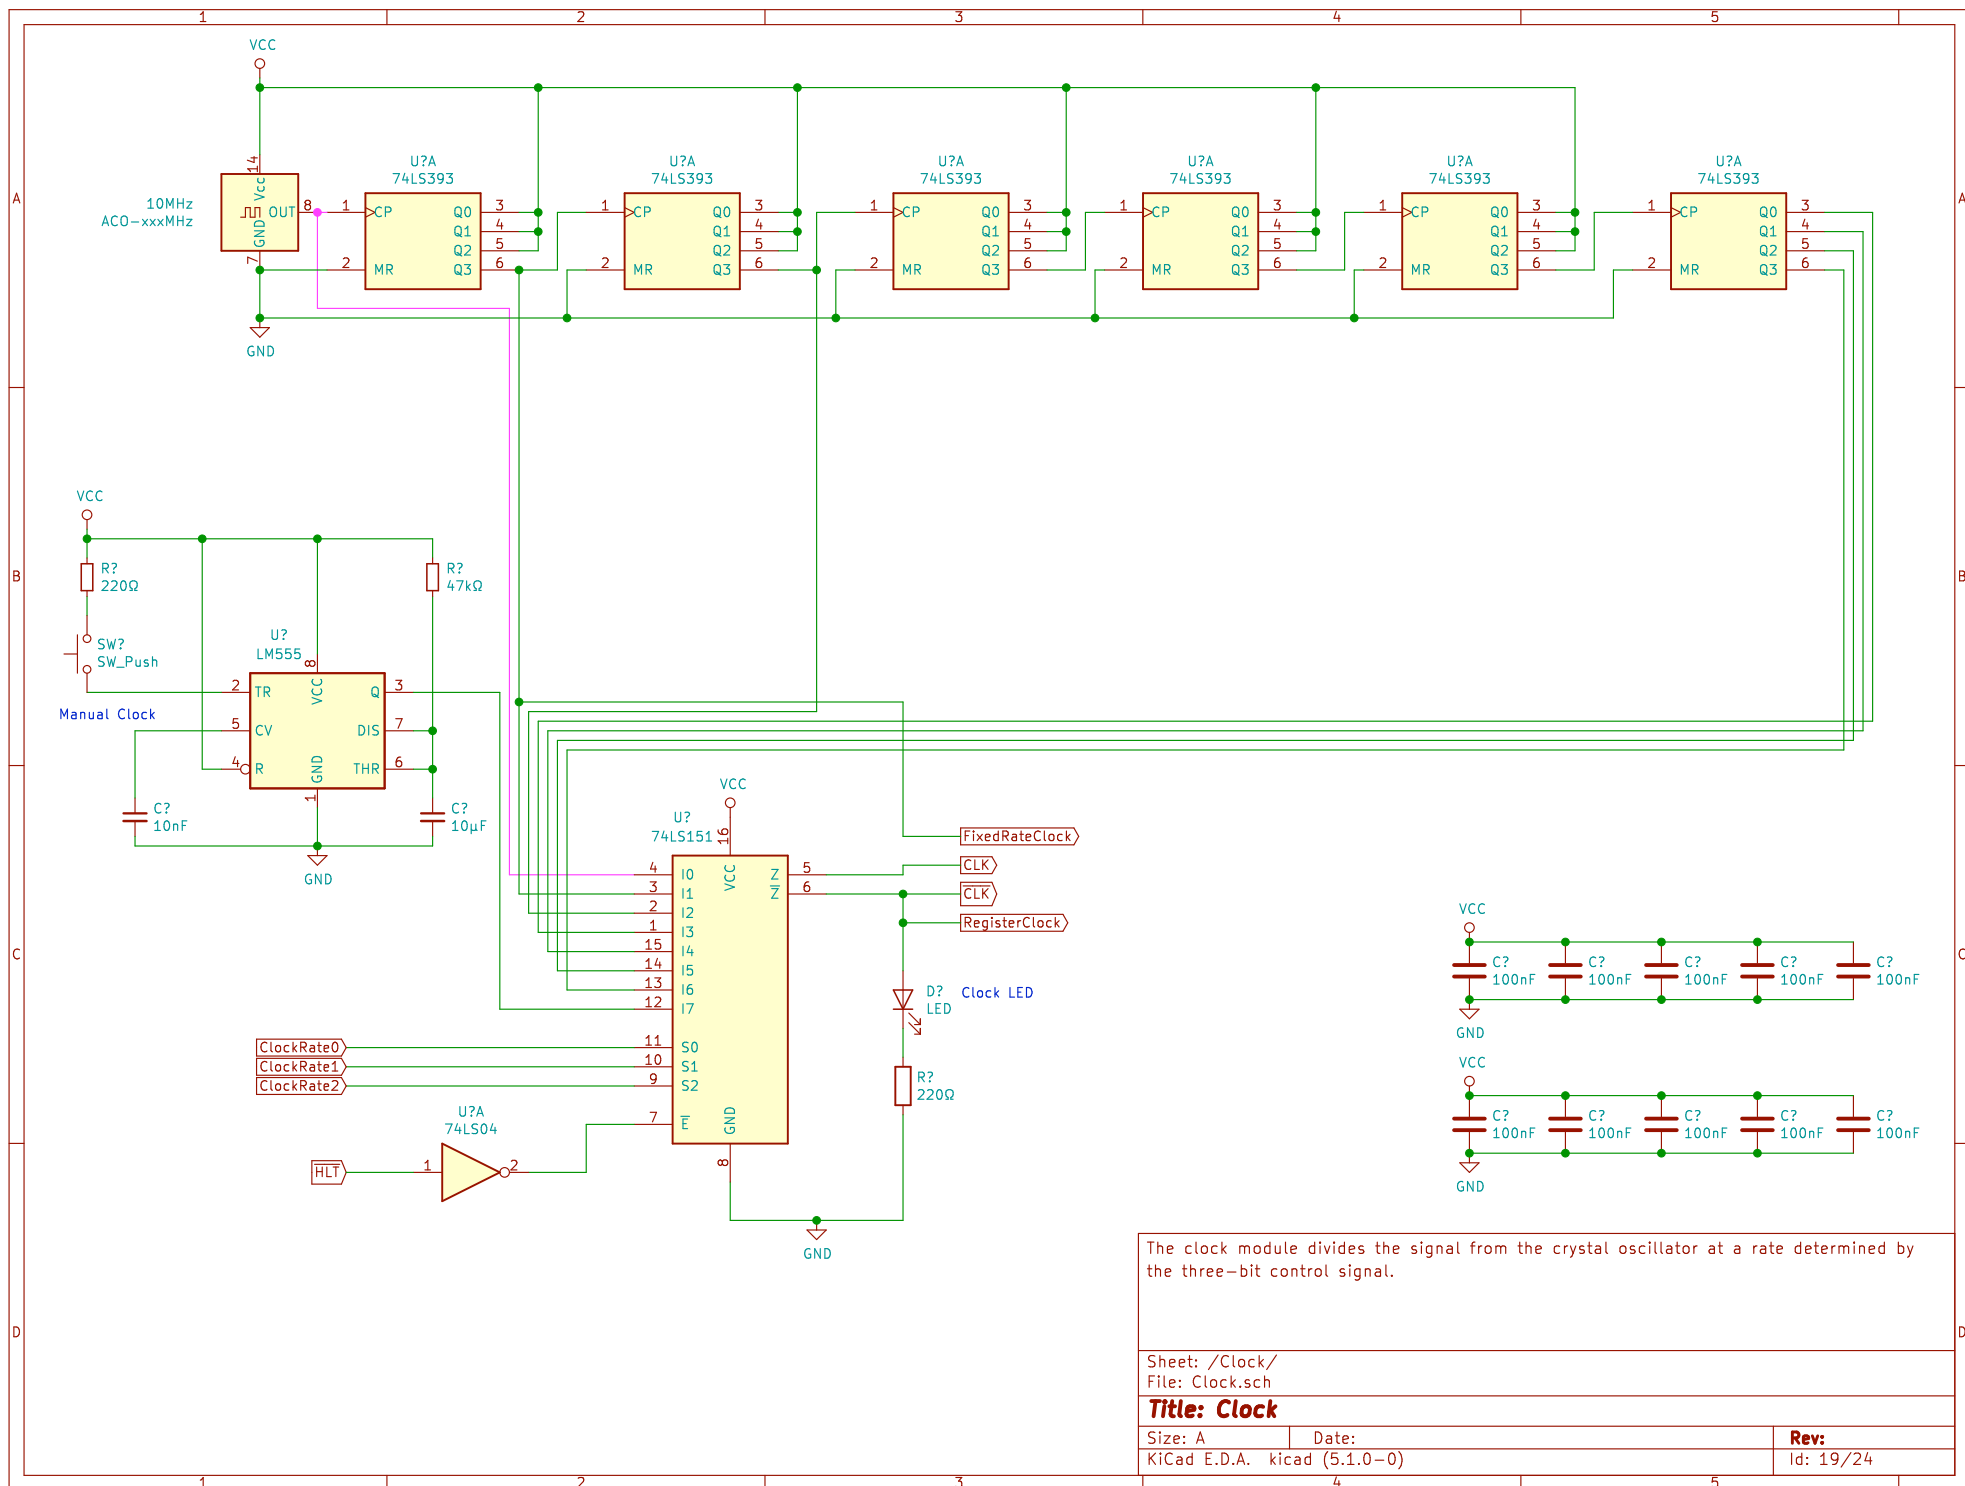 1 2 3 4 5
A A
B B
C C
D D
VCC
10MHz
ACO-xxxMHz
14
Vcc
OUT 8
GND
7
GND
U?A
74LS393
1 CP Q0 3
Q1 4
Q2 5
2 MR Q3 6
U?A
74LS393
1 CP Q0 3
Q1 4
Q2 5
2 MR Q3 6
U?A
74LS393
1 CP Q0 3
Q1 4
Q2 5
2 MR Q3 6
U?A
74LS393
1 CP Q0 3
Q1 4
Q2 5
2 MR Q3 6
U?A
74LS393
1 CP Q0 3
Q1 4
Q2 5
2 MR Q3 6
U?A
74LS393
1 CP Q0 3
Q1 4
Q2 5
2 MR Q3 6
VCC
R?
220Ω
R?
47kΩ
SW?
SW_Push
Manual Clock
U?
LM555
8
VCC
2 TR Q 3
5 CV DIS 7
4 R THR 6
GND
1
C?
10nF
C?
10µF
GND
VCC
U?
74LS151
16
VCC
4 I0 Z 5
3 I1 Z̅ 6
2 I2
1 I3
15 I4
14 I5
13 I6
12 I7
11 S0
10 S1
9 S2
7 E̅
GND
8
ClockRate0
ClockRate1
ClockRate2
U?A
74LS04
H̅L̅T̅ 1 2
GND
FixedRateClock
CLK
C̅L̅K̅
RegisterClock
D?
LED
Clock LED
R?
220Ω
VCC
C? C? C? C? C?
100nF 100nF 100nF 100nF 100nF
GND
VCC
C? C? C? C? C?
100nF 100nF 100nF 100nF 100nF
GND
The clock module divides the signal from the crystal oscillator at a rate determined by
the three-bit control signal.
Sheet: /Clock/
File: Clock.sch
Title: Clock
Size: A Date: Rev:
KiCad E.D.A. kicad (5.1.0-0) Id: 19/24
1 2 3 4 5